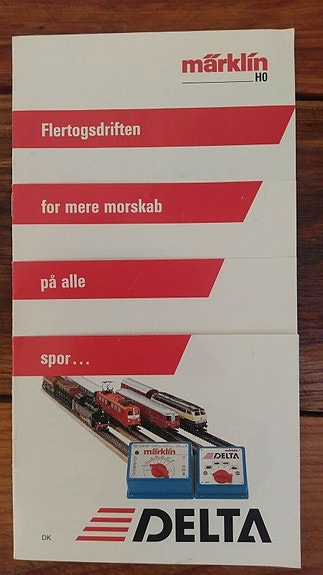 märklin
H0
Flertogsdriften
for mere morskab
på alle
spor...
märklin
DELTA
DK
DELTA